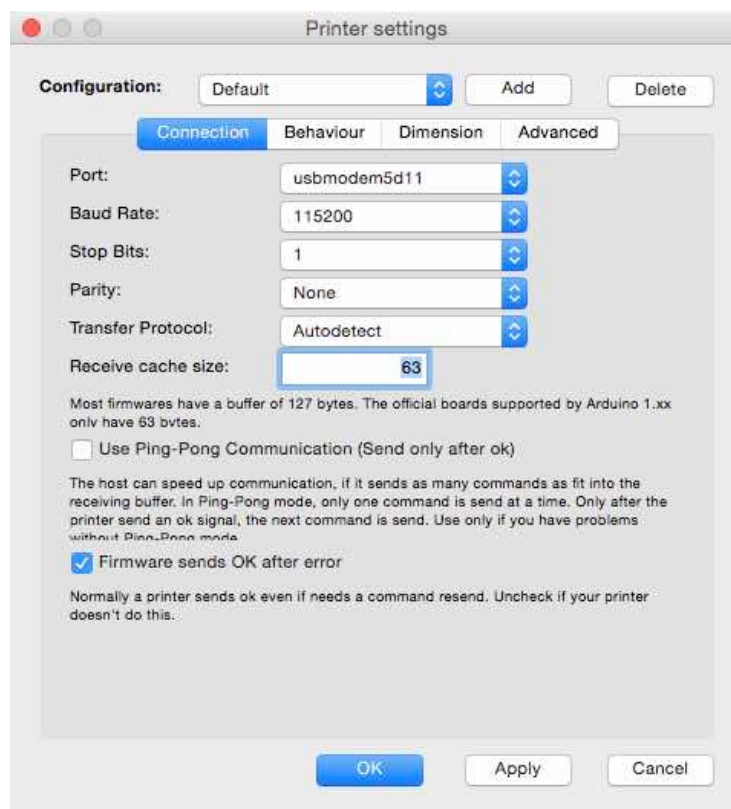 Printer settings
Configuration: Default Add Delete
Connection Behaviour Dimension Advanced
Port: usbmodem5d11
Baud Rate: 115200
Stop Bits: 1
Parity: None
Transfer Protocol: Autodetect
Receive cache size: 63
Most firmwares have a buffer of 127 bytes. The official boards supported by Arduino 1.xx
only have 63 bytes.
Use Ping-Pong Communication (Send only after ok)
The host can speed up communication, if it sends as many commands as fit into the
receiving buffer. In Ping-Pong mode, only one command is send at a time. Only after the
printer send an ok signal, the next command is send. Use only if you have problems
without Ping-Pong mode.
Firmware sends OK after error
Normally a printer sends ok even if needs a command resend. Uncheck if your printer
doesn't do this.
OK Apply Cancel